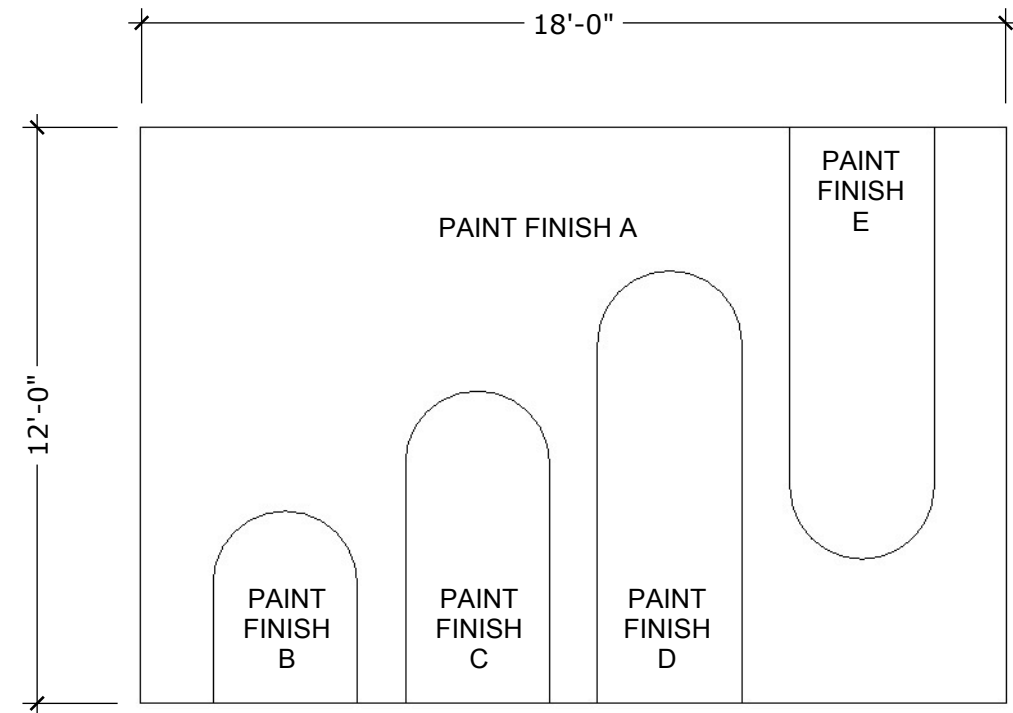 18'-0"
PAINT
FINISH
E
PAINT FINISH A
12'-0"
PAINT
FINISH
B
PAINT
FINISH
C
PAINT
FINISH
D